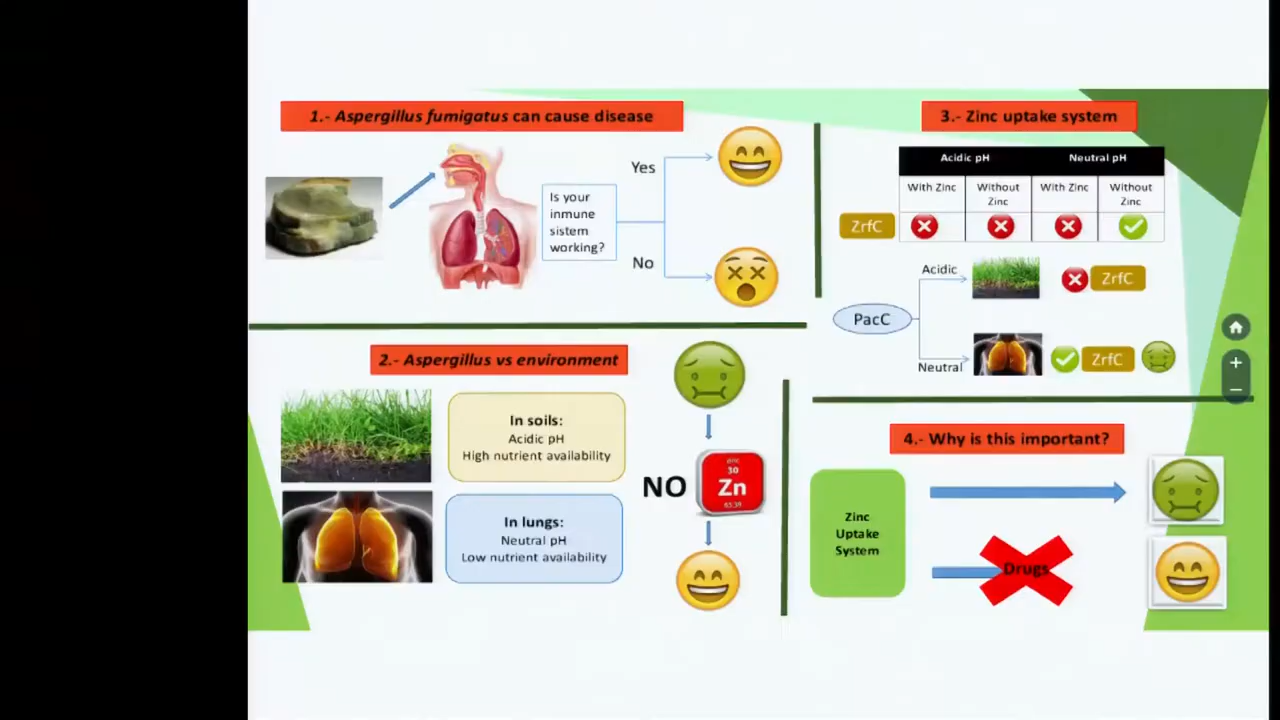 1.- Aspergillus fumigatus can cause disease
Yes
Is your
inmune
sistem
working?
No
2.- Aspergillus vs environment
In soils:
Acidic pH
High nutrient availability
In lungs:
Neutral pH
Low nutrient availability
NO
30
Zn
3.- Zinc uptake system
Acidic pH
Neutral pH
With Zinc
Without
Zinc
With Zinc
Without
Zinc
ZrfC
Acidic
ZrfC
PacC
Neutral
ZrfC
4.- Why is this important?
Zinc
Uptake
System
Drugs